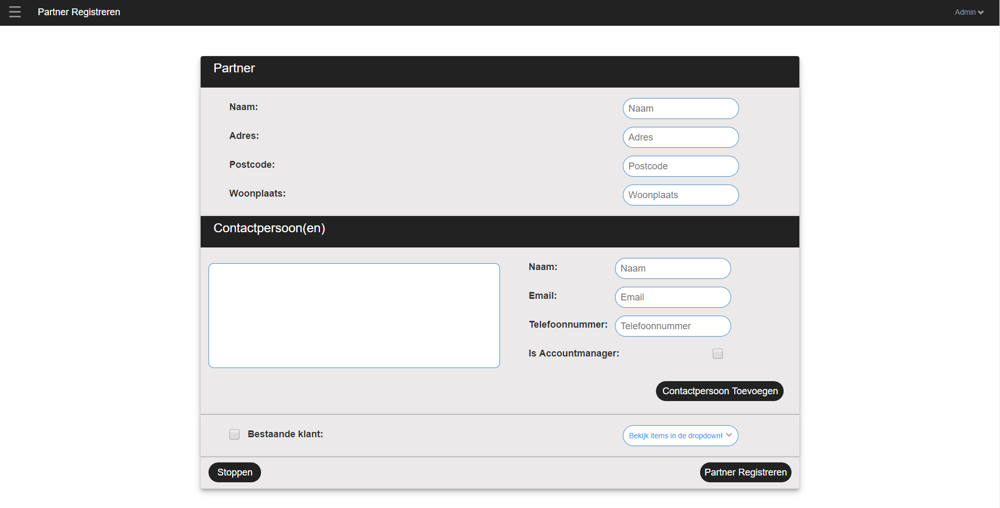 Partner Registreren
Admin
Partner
Naam:
Naam
Adres:
Adres
Postcode:
Postcode
Woonplaats:
Woonplaats
Contactpersoon(en)
Naam:
Naam
Email:
Email
Telefoonnummer:
Telefoonnummer
Is Accountmanager:
Contactpersoon Toevoegen
Bestaande klant:
Bekijk items in de dropdown!
Stoppen
Partner Registreren